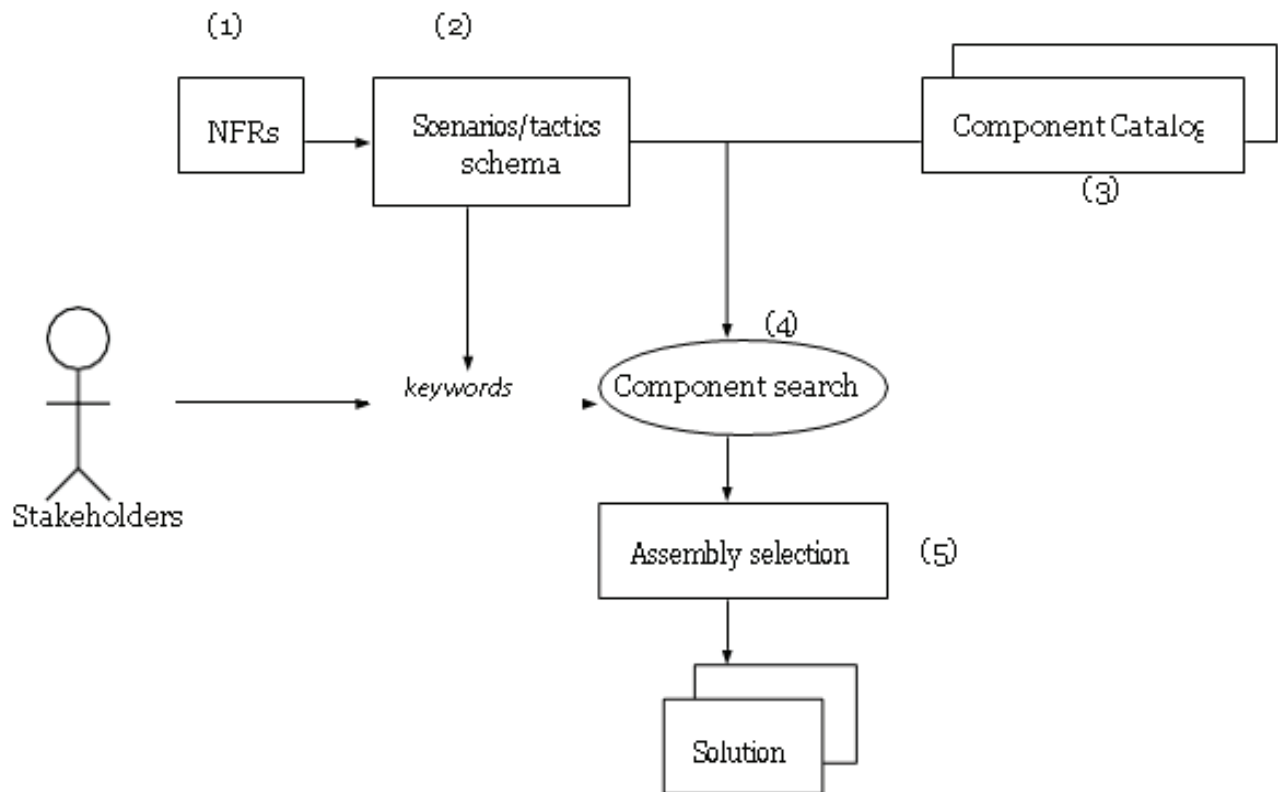 (1)
(2)
NFRs
Scenarios/tactics
schema
Component Catalog
(3)
(4)
keywords
Component search
Stakeholders
Assembly selection
(5)
Solution